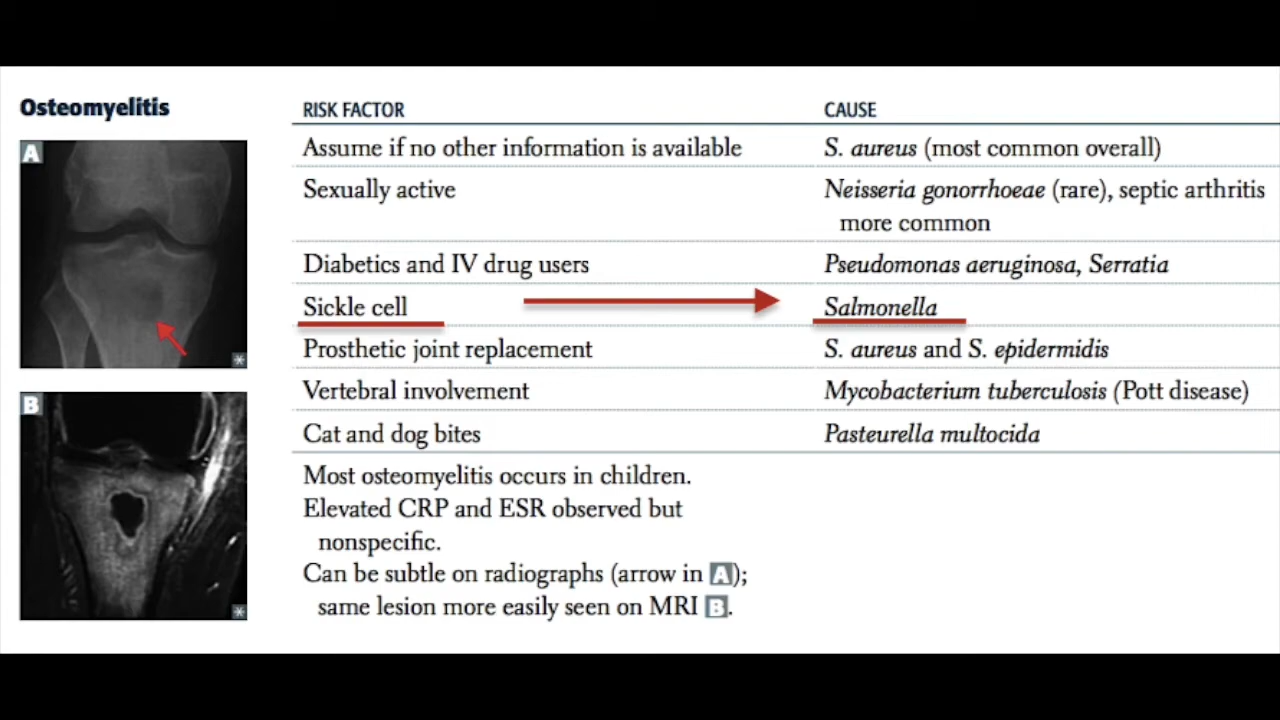 Osteomyelitis
RISK FACTOR CAUSE
Assume if no other information is available S. aureus (most common overall)
Sexually active Neisseria gonorrhoeae (rare), septic arthritis
more common
Diabetics and IV drug users Pseudomonas aeruginosa, Serratia
Sickle cell Salmonella
Prosthetic joint replacement S. aureus and S. epidermidis
Vertebral involvement Mycobacterium tuberculosis (Pott disease)
Cat and dog bites Pasteurella multocida
Most osteomyelitis occurs in children.
Elevated CRP and ESR observed but
nonspecific.
Can be subtle on radiographs (arrow in A);
same lesion more easily seen on MRI B.
A
B